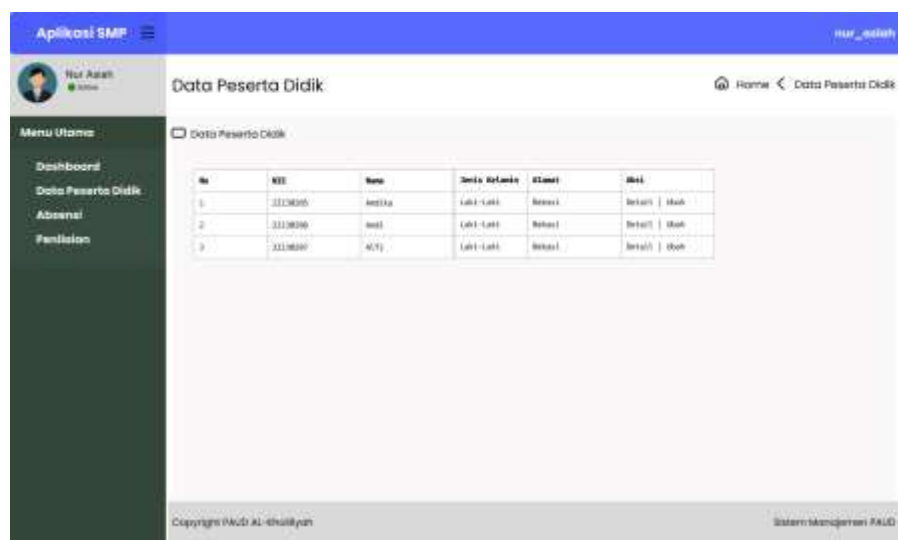 Aplikasi SMP
nur_asiah
Nur Asiah
Active
Data Peserta Didik
Home Data Peserta Didik
Menu Utama
Dashboard
Data Peserta Didik
Absensi
Penilaian
Data Peserta Didik
No NIS Nama Jenis Kelamin Alamat Aksi
1 Andika Laki-Laki Bekasi Detail | Ubah
2 Laki-Laki Bekasi Detail | Ubah
3 Laki-Laki Bekasi Detail | Ubah
Copyright PAUD AL-Kholiliyah
Sistem Manajemen PAUD